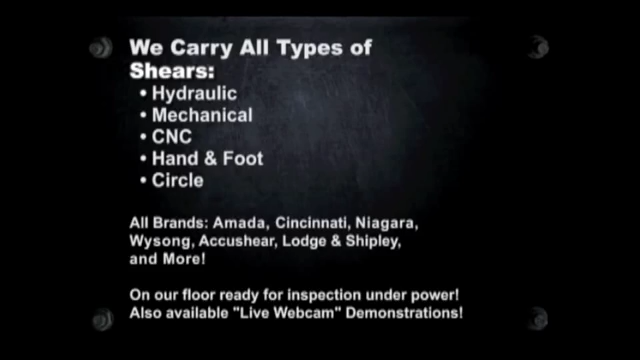 We Carry All Types of
Shears:
• Hydraulic
• Mechanical
• CNC
• Hand & Foot
• Circle
All Brands: Amada, Cincinnati, Niagara,
Wysong, Accushear, Lodge & Shipley,
and More!
On our floor ready for inspection under power!
Also available "Live Webcam" Demonstrations!